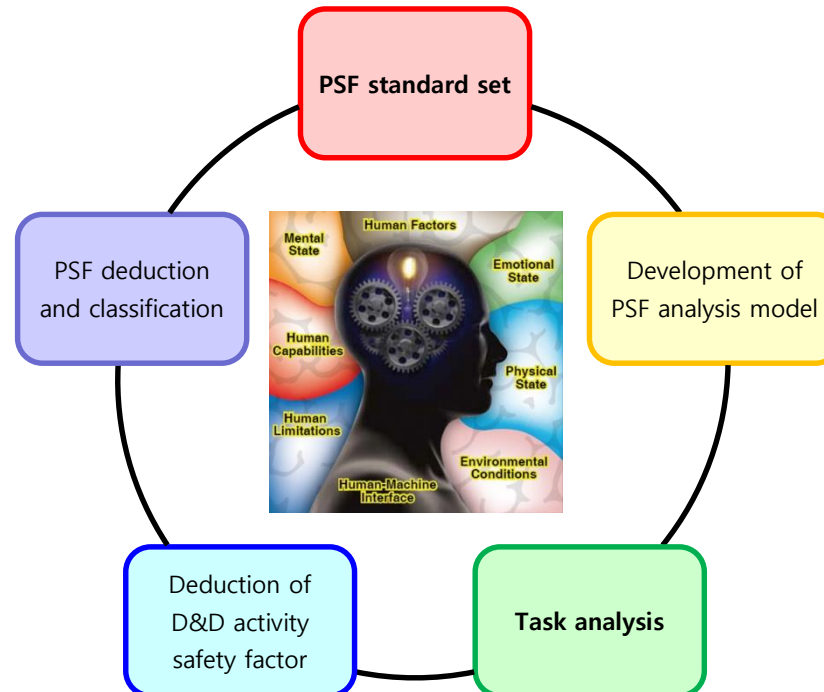 PSF standard set
PSF deduction
and classification
Development of
PSF analysis model
Human Factors
Mental
State
Emotional
State
Human
Capabilities
Physical
State
Human
Limitations
Environmental
Conditions
Human-Machine
Interface
Deduction of
D&D activity
safety factor
Task analysis